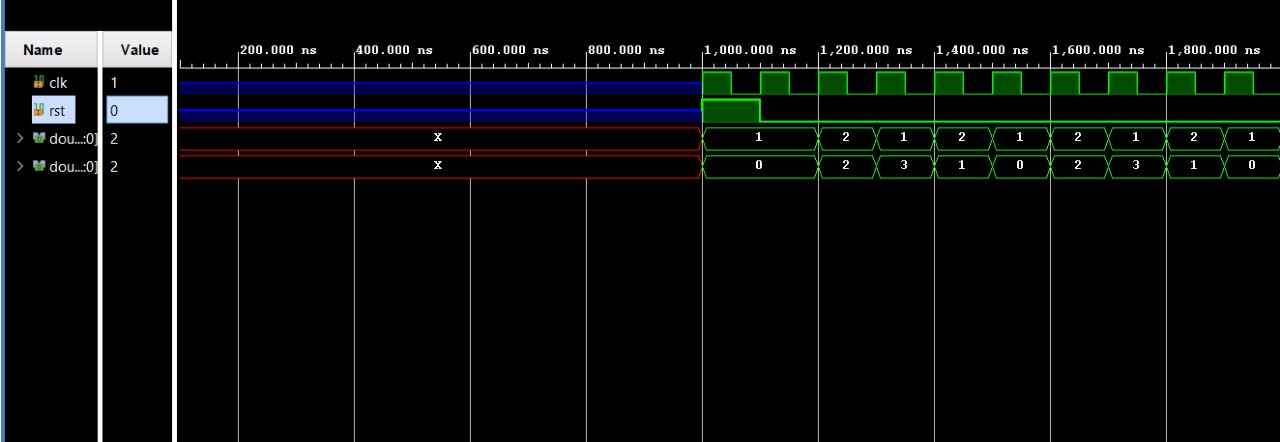 Name Value
200.000 ns 400.000 ns 600.000 ns 800.000 ns 1,000.000 ns 1,200.000 ns 1,400.000 ns 1,600.000 ns 1,800.000 ns
clk 1
rst 0
dou...:0] 2 X 1 2 1 2 1 2 1 2 1
dou...:0] 2 X 0 2 3 1 0 2 3 1 0